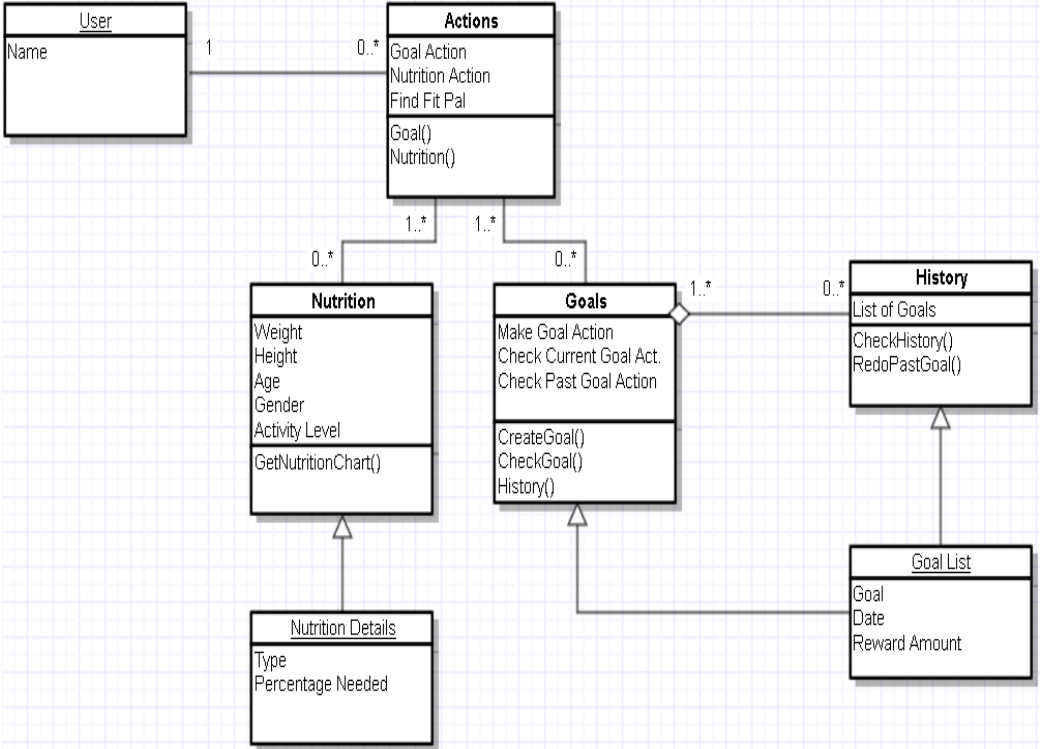 User
Name
1
0..*
Actions
Goal Action
Nutrition Action
Find Fit Pal
Goal()
Nutrition()
1..*
1..*
0..*
0..*
Nutrition
Weight
Height
Age
Gender
Activity Level
GetNutritionChart()
Goals
Make Goal Action
Check Current Goal Act.
Check Past Goal Action
CreateGoal()
CheckGoal()
History()
1..*
0..*
History
List of Goals
CheckHistory()
RedoPastGoal()
Nutrition Details
Type
Percentage Needed
Goal List
Goal
Date
Reward Amount